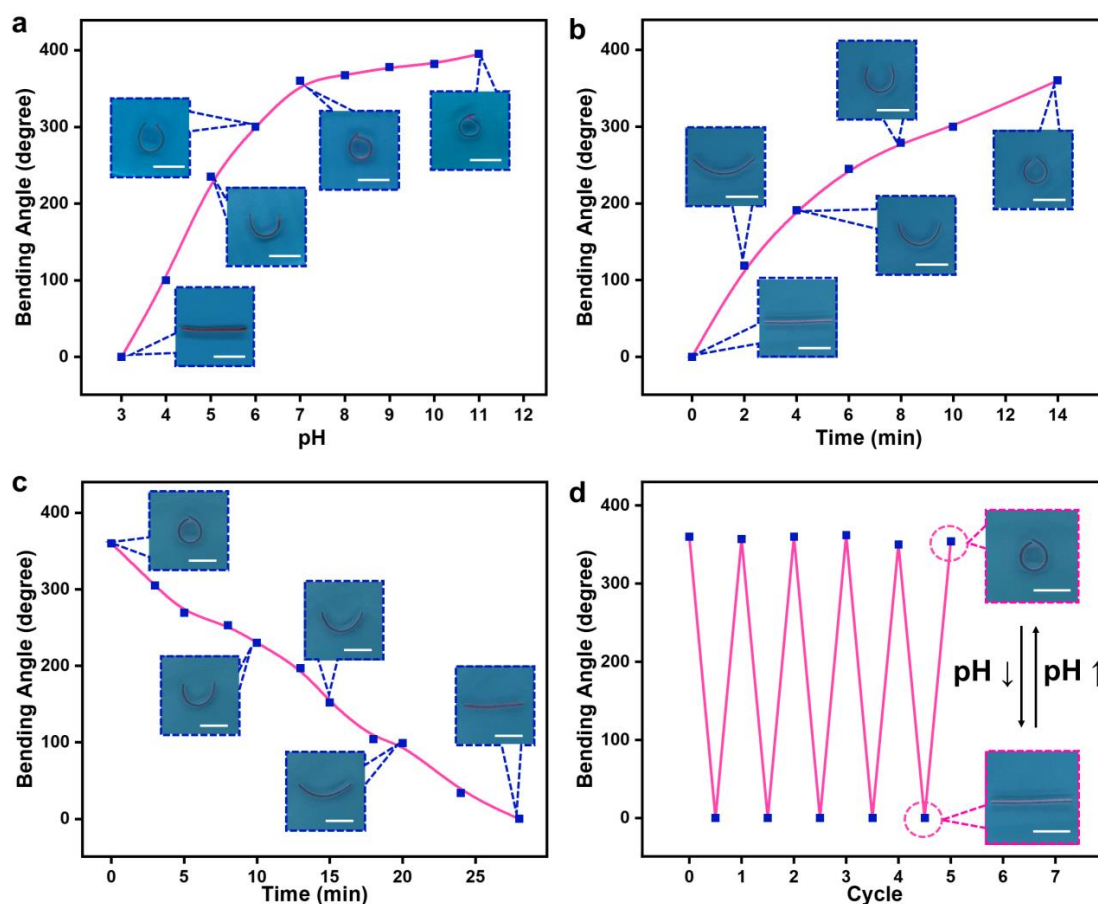 a
400
300
200
100
0
Bending Angle (degree)
3 4 5 6 7 8 9 10 11 12
pH
b
400
300
200
100
0
Bending Angle (degree)
0 2 4 6 8 10 12 14
Time (min)
c
400
300
200
100
0
Bending Angle (degree)
0 5 10 15 20 25
Time (min)
d
400
300
200
100
0
Bending Angle (degree)
pH ↓ pH ↑
0 1 2 3 4 5 6 7
Cycle